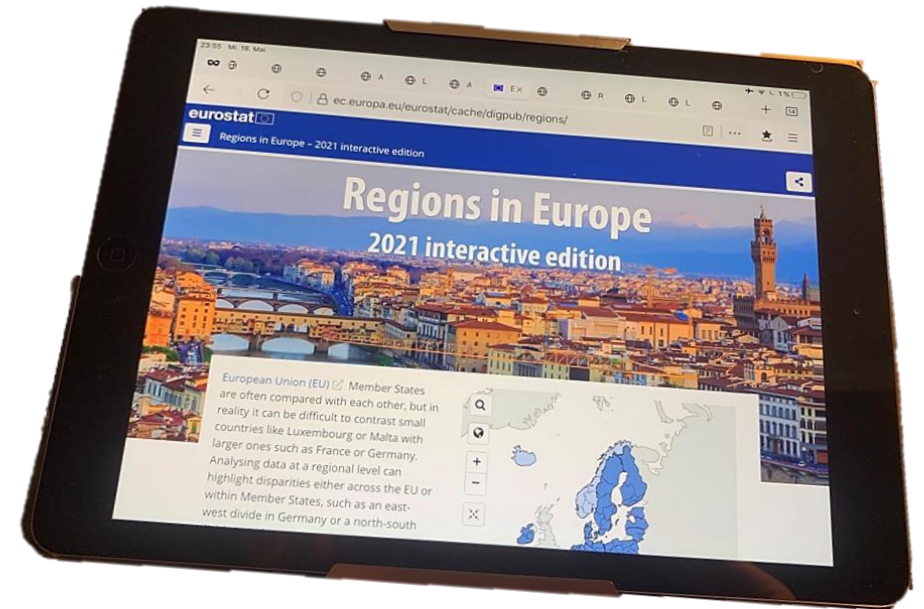 23:55 Mi. 18. Mai
1%
A L A E× R L L
ec.europa.eu/eurostat/cache/digpub/regions/
14
eurostat
Regions in Europe – 2021 interactive edition
Regions in Europe
2021 interactive edition
European Union (EU) Member States
are often compared with each other, but in
reality it can be difficult to contrast small
countries like Luxembourg or Malta with
larger ones such as France or Germany.
Analysing data at a regional level can
highlight disparities either across the EU or
within Member States, such as an east-
west divide in Germany or a north-south
+
−